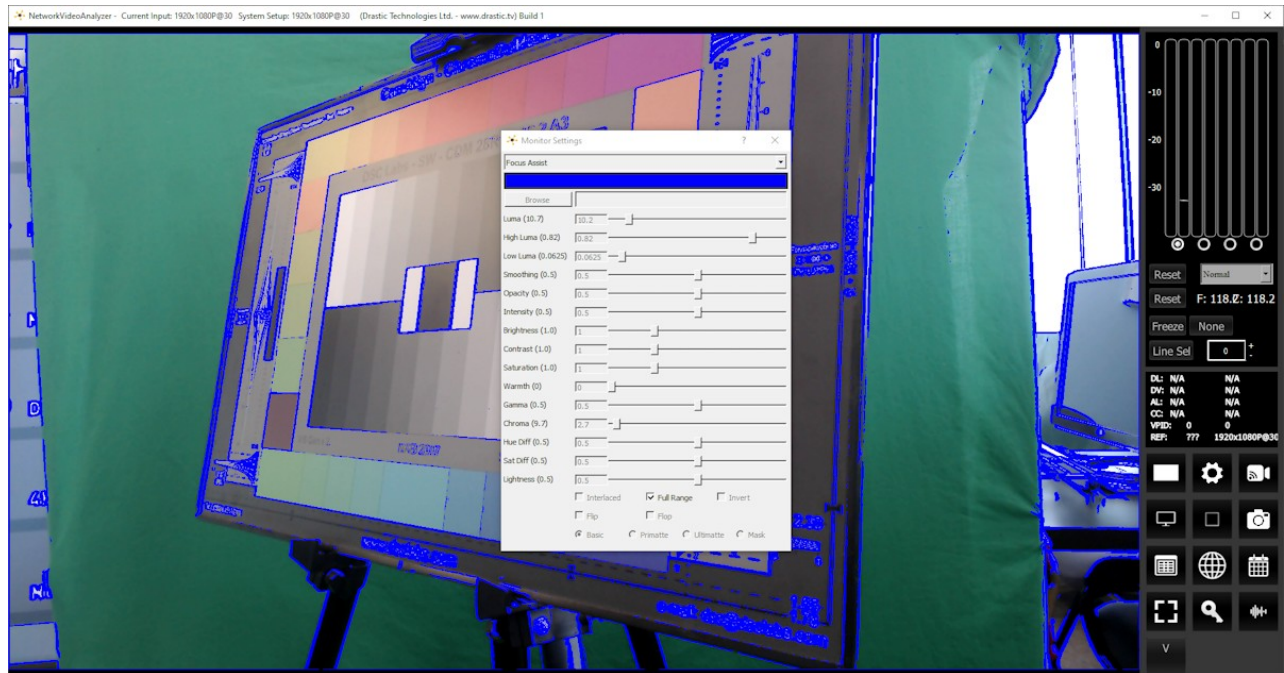 NetworkVideoAnalyzer - Current Input: 1920x1080P@30 System Setup: 1920x1080P@30 (Drastic Technologies Ltd. - www.drastic.tv) Build 1
Monitor Settings ? ×
Focus Assist
Browse
Luma (10.7) 10.2
High Luma (0.82) 0.82
Low Luma (0.0625) 0.0625
Smoothing (0.5) 0.5
Opacity (0.5) 0.5
Intensity (0.5) 0.5
Brightness (1.0) 1
Contrast (1.0) 1
Saturation (1.0) 1
Warmth (0) 0
Gamma (0.5) 0.5
Chroma (9.7) 2.7
Hue Diff (0.5) 0.5
Sat Diff (0.5) 0.5
Lightness (0.5) 0.5
Interlaced Full Range Invert
Flip Flop
Basic Primatte Ultimatte Mask
0
-10
-20
-30
Reset Normal
Reset F: 118.2: 118.2
Freeze None
Line Sel 0 + -
DL: N/A N/A
DV: N/A N/A
AL: N/A N/A
CC: N/A N/A
VPID: 0 0
REF: ??? 1920x1080P@30
V